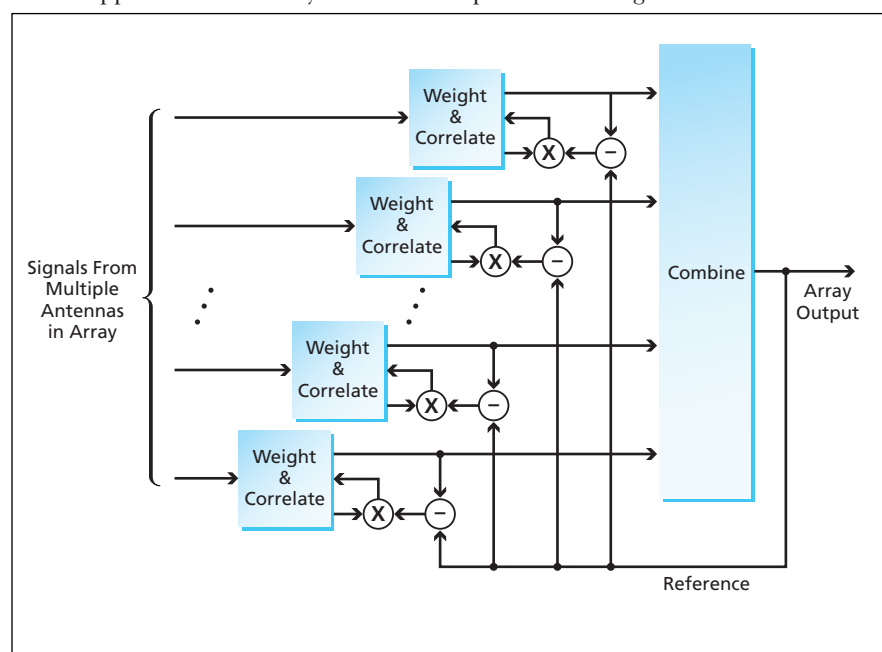 Weight
&
Correlate
X
−
Weight
&
Correlate
X
−
Signals From
Multiple
Antennas
in Array
Combine
Array
Output
Weight
&
Correlate
X
−
Weight
&
Correlate
X
−
Reference